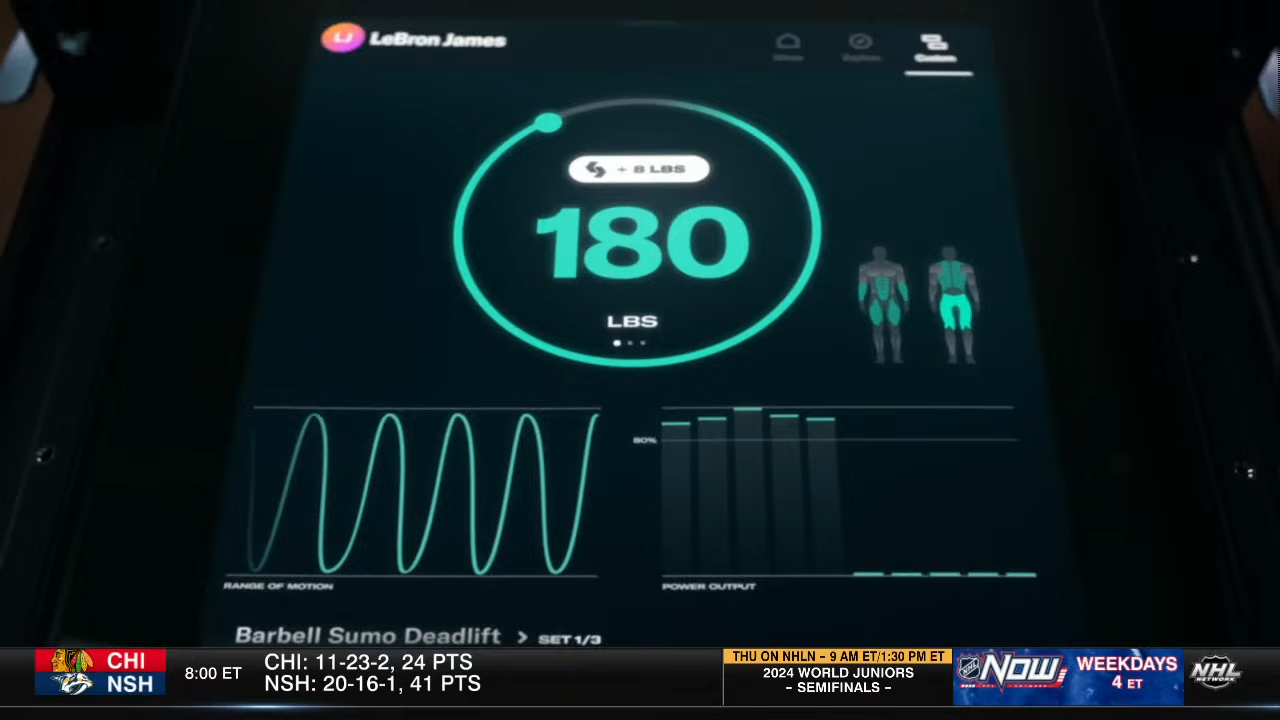 LJ LeBron James
Custom
+ 8 LBS
180
LBS
80%
RANGE OF MOTION
POWER OUTPUT
Barbell Sumo Deadlift > SET 1/3
CHI
NSH
8:00 ET
CHI: 11-23-2, 24 PTS
NSH: 20-16-1, 41 PTS
THU ON NHLN - 9 AM ET/1:30 PM ET
2024 WORLD JUNIORS
- SEMIFINALS -
NHL NOW
WEEKDAYS
4 ET
NHL
NETWORK